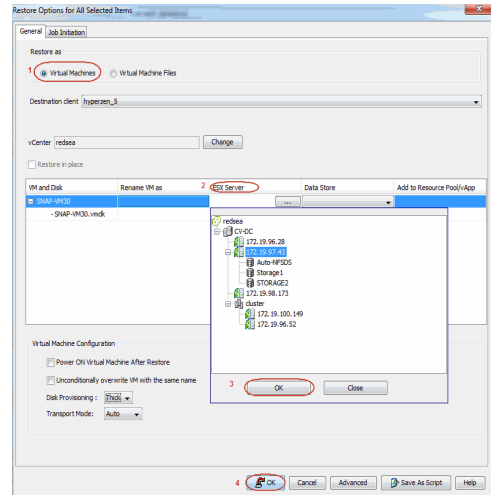 Restore Options for All Selected Items
General Job Initiation
Restore as
1 Virtual Machines Virtual Machine Files
Destination client hyperzen_5
vCenter redsea Change
Restore in place
VM and Disk Rename VM as 2 ESX Server Data Store Add to Resource Pool/vApp
SNAP-VM30 ...
- SNAP-VM30.vmdk
redsea
CV-DC
172.19.96.28
172.19.97.43
Auto-NFSDS
Storage1
STORAGE2
172.19.98.173
cluster
172.19.100.149
172.19.96.52
3 OK Close
Virtual Machine Configuration
Power ON Virtual Machine After Restore
Unconditionally overwrite VM with the same name
Disk Provisioning : Thick
Transport Mode: Auto
4 OK Cancel Advanced Save As Script Help